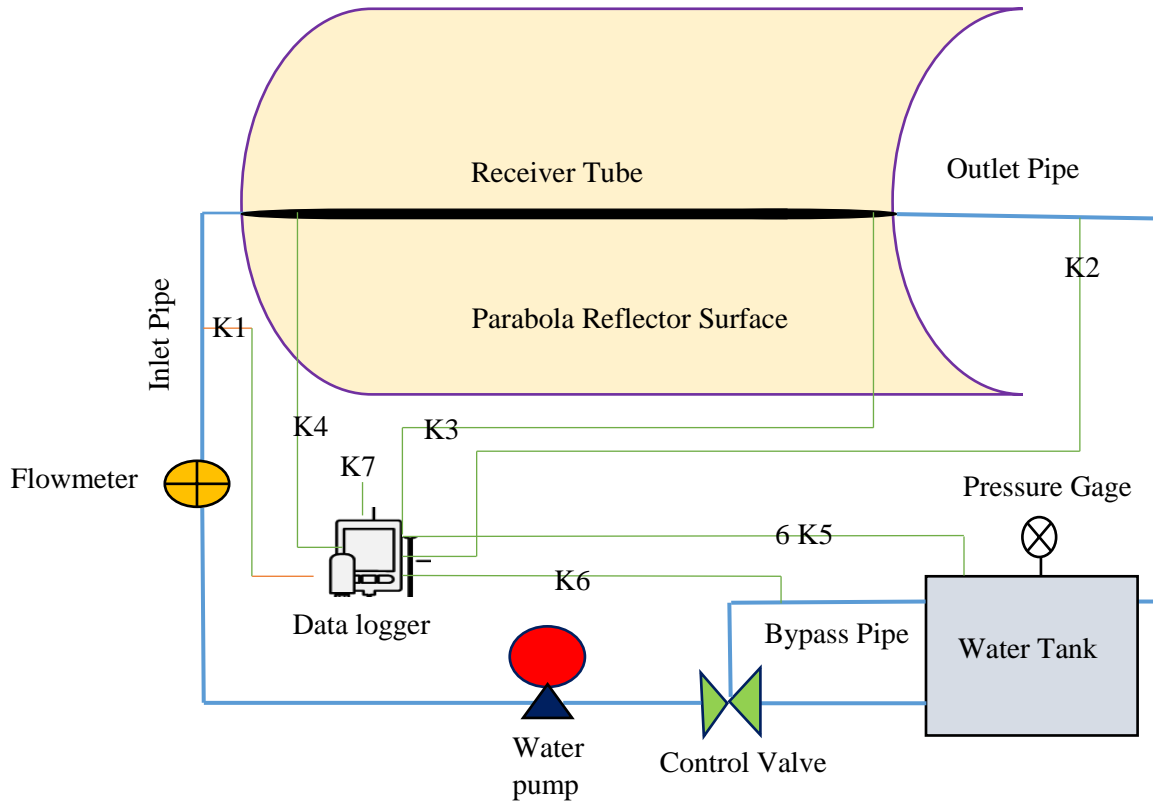 Receiver Tube
Outlet Pipe
K2
Parabola Reflector Surface
Inlet Pipe
K1
K4
K3
K7
Flowmeter
Pressure Gage
6 K5
K6
Data logger
Bypass Pipe
Water Tank
Water
pump
Control Valve